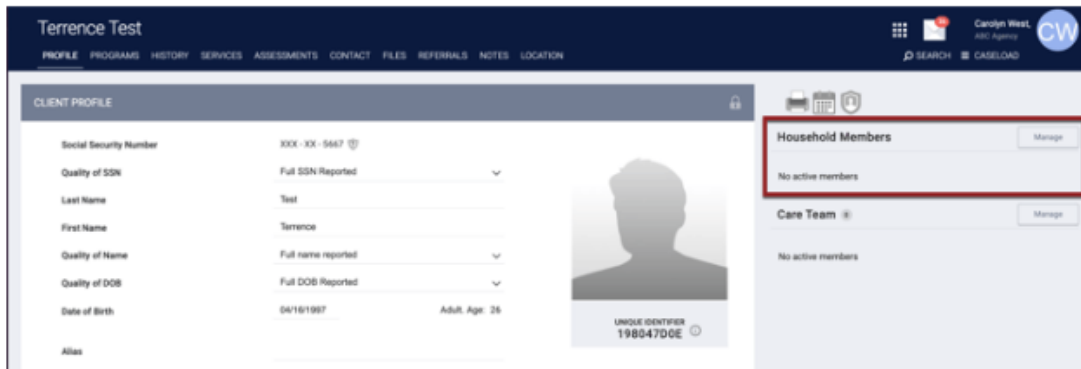 Terrence Test
PROFILE PROGRAMS HISTORY SERVICES ASSESSMENTS CONTACT FILES REFERRALS NOTES LOCATION
Carolyn West,
ABC Agency
CW
SEARCH CASELOAD
CLIENT PROFILE
Social Security Number XXX - XX - 5667
Quality of SSN Full SSN Reported
Last Name Test
First Name Terrence
Quality of Name Full name reported
Quality of DOB Full DOB Reported
Date of Birth 04/16/1997 Adult. Age: 26
Alias
UNIQUE IDENTIFIER
198047D0E
Household Members Manage
No active members
Care Team Manage
No active members